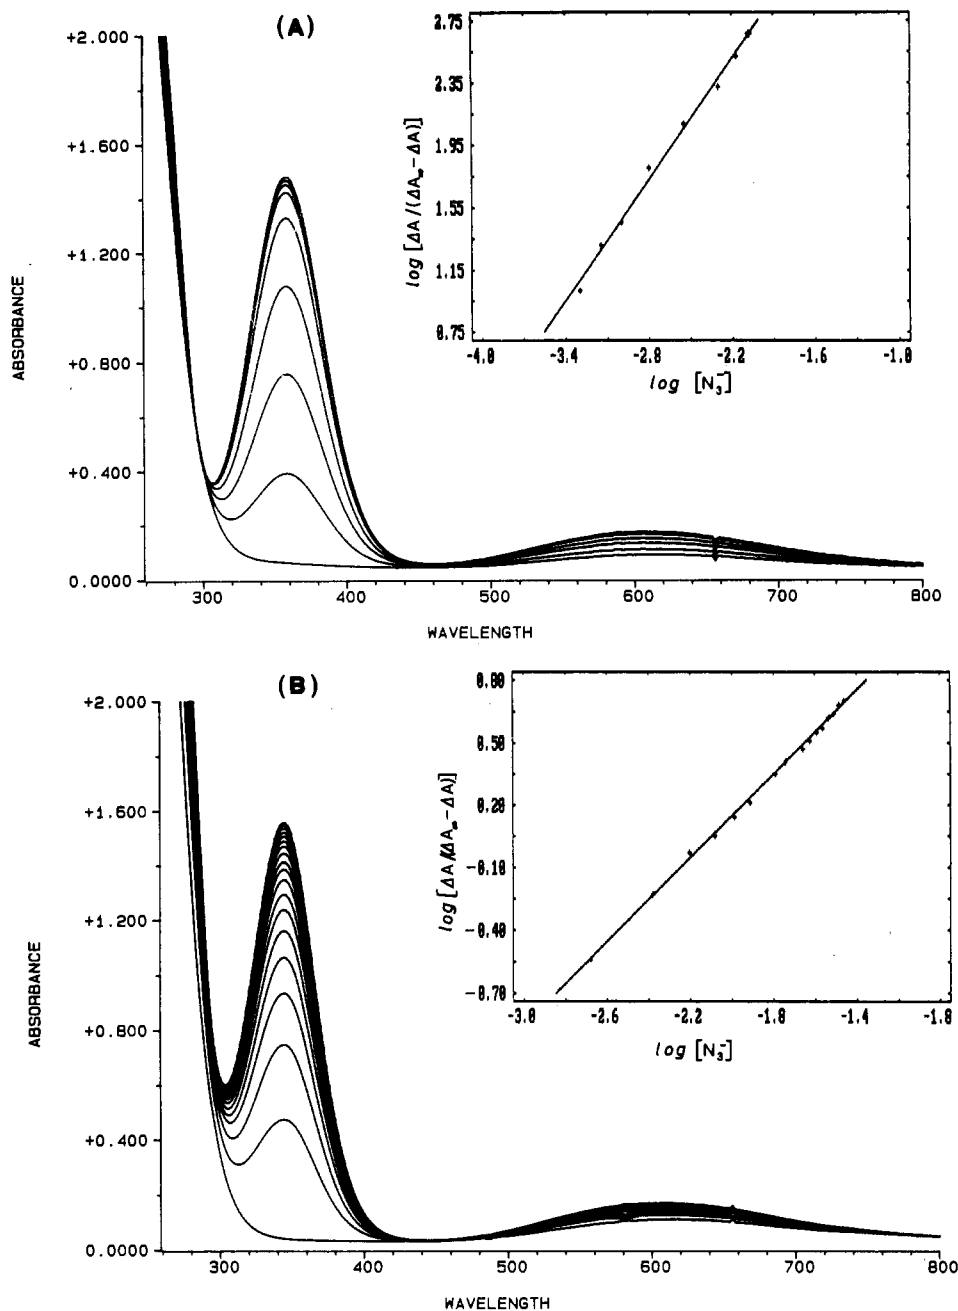 (A)
+2.000
+1.600
+1.200
+0.800
+0.400
0.0000
ABSORBANCE
300 400 500 600 700 800
WAVELENGTH
2.75
2.35
1.95
1.55
1.15
0.75
log [ΔA/(ΔA∞-ΔA)]
-4.0 -3.4 -2.8 -2.2 -1.6 -1.0
log [N₃⁻]
(B)
+2.000
+1.600
+1.200
+0.800
+0.400
0.0000
ABSORBANCE
300 400 500 600 700 800
WAVELENGTH
0.80
0.50
0.20
-0.10
-0.40
-0.70
log [ΔA/(ΔA∞-ΔA)]
-3.0 -2.6 -2.2 -1.8 -1.4 -1.0
log [N₃⁻]